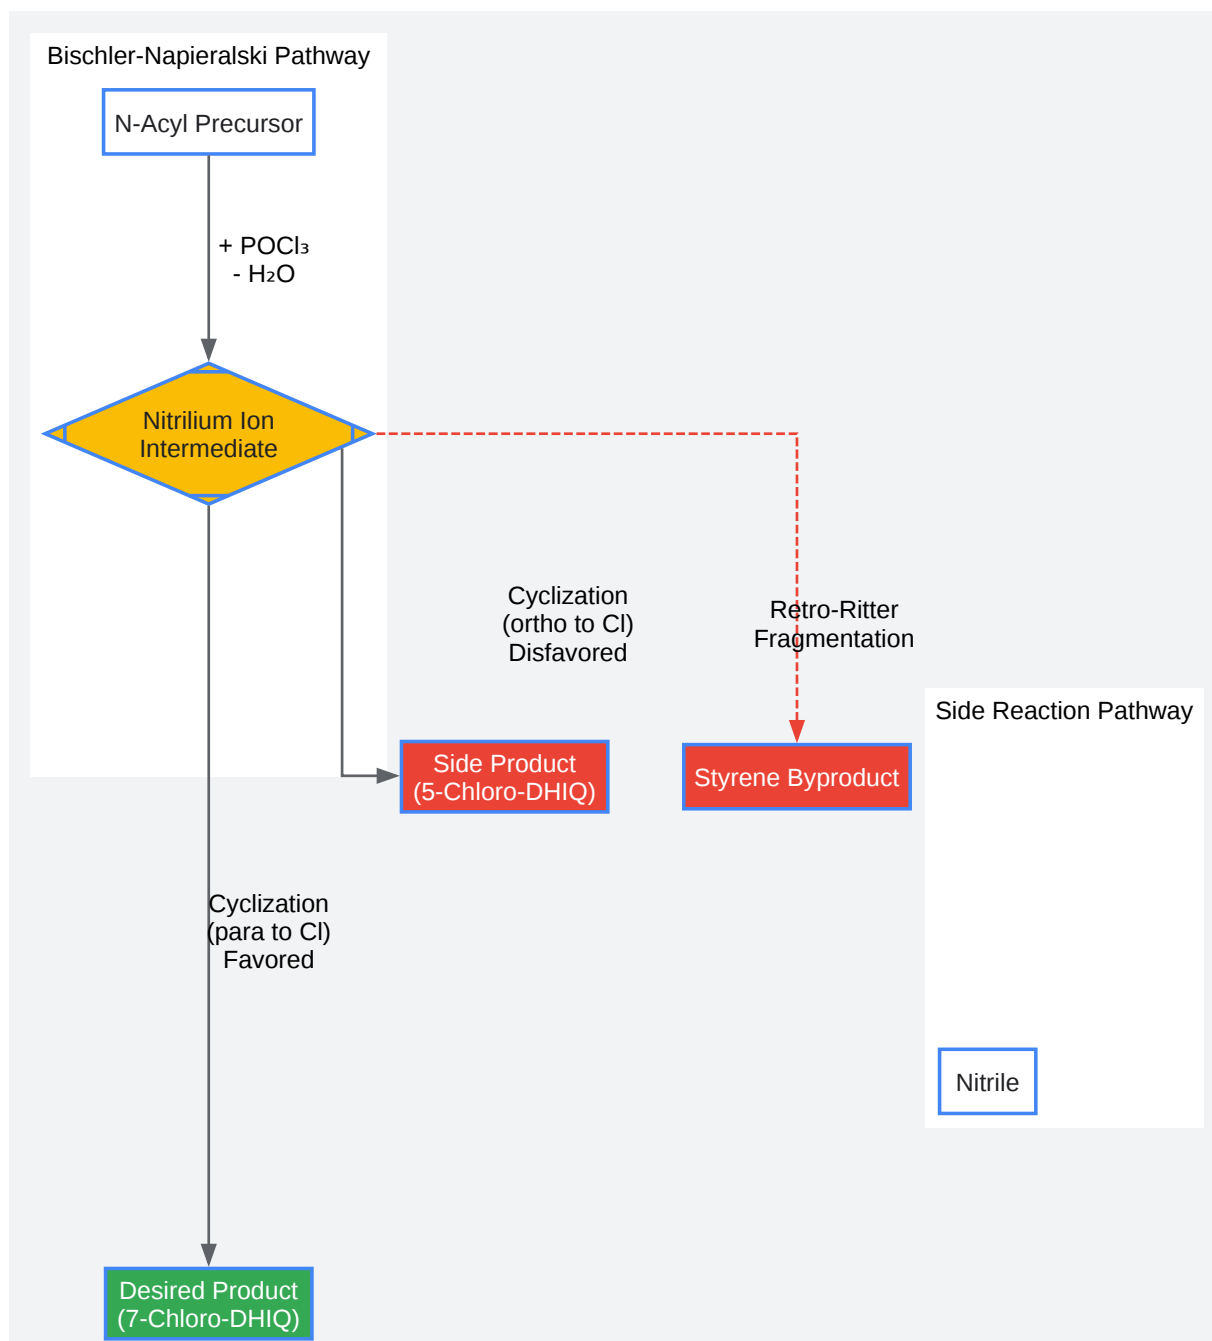 Bischler-Napieralski Pathway
N-Acyl Precursor
+ POCl₃
- H₂O
Nitrilium Ion
Intermediate
Cyclization
(ortho to Cl)
Disfavored
Retro-Ritter
Fragmentation
Side Reaction Pathway
Side Product
(5-Chloro-DHIQ)
Styrene Byproduct
Cyclization
(para to Cl)
Favored
Nitrile
Desired Product
(7-Chloro-DHIQ)